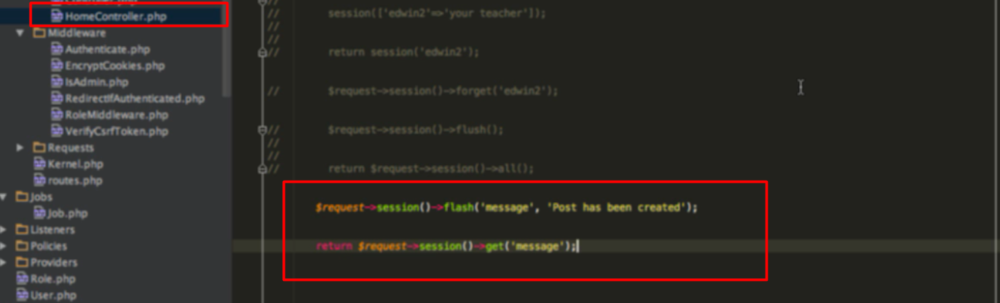 HomeController.php
Middleware
Authenticate.php
EncryptCookies.php
IsAdmin.php
RedirectIfAuthenticated.php
RoleMiddleware.php
VerifyCsrfToken.php
Requests
Kernel.php
routes.php
Jobs
Job.php
Listeners
Policies
Providers
Role.php
User.php
//
// session(['edwin2'=>'your teacher']);
//
//
// return session('edwin2');
// $request->session()->forget('edwin2');
// $request->session()->flush();
//
//
// return $request->session()->all();
$request->session()->flash('message', 'Post has been created');
return $request->session()->get('message');